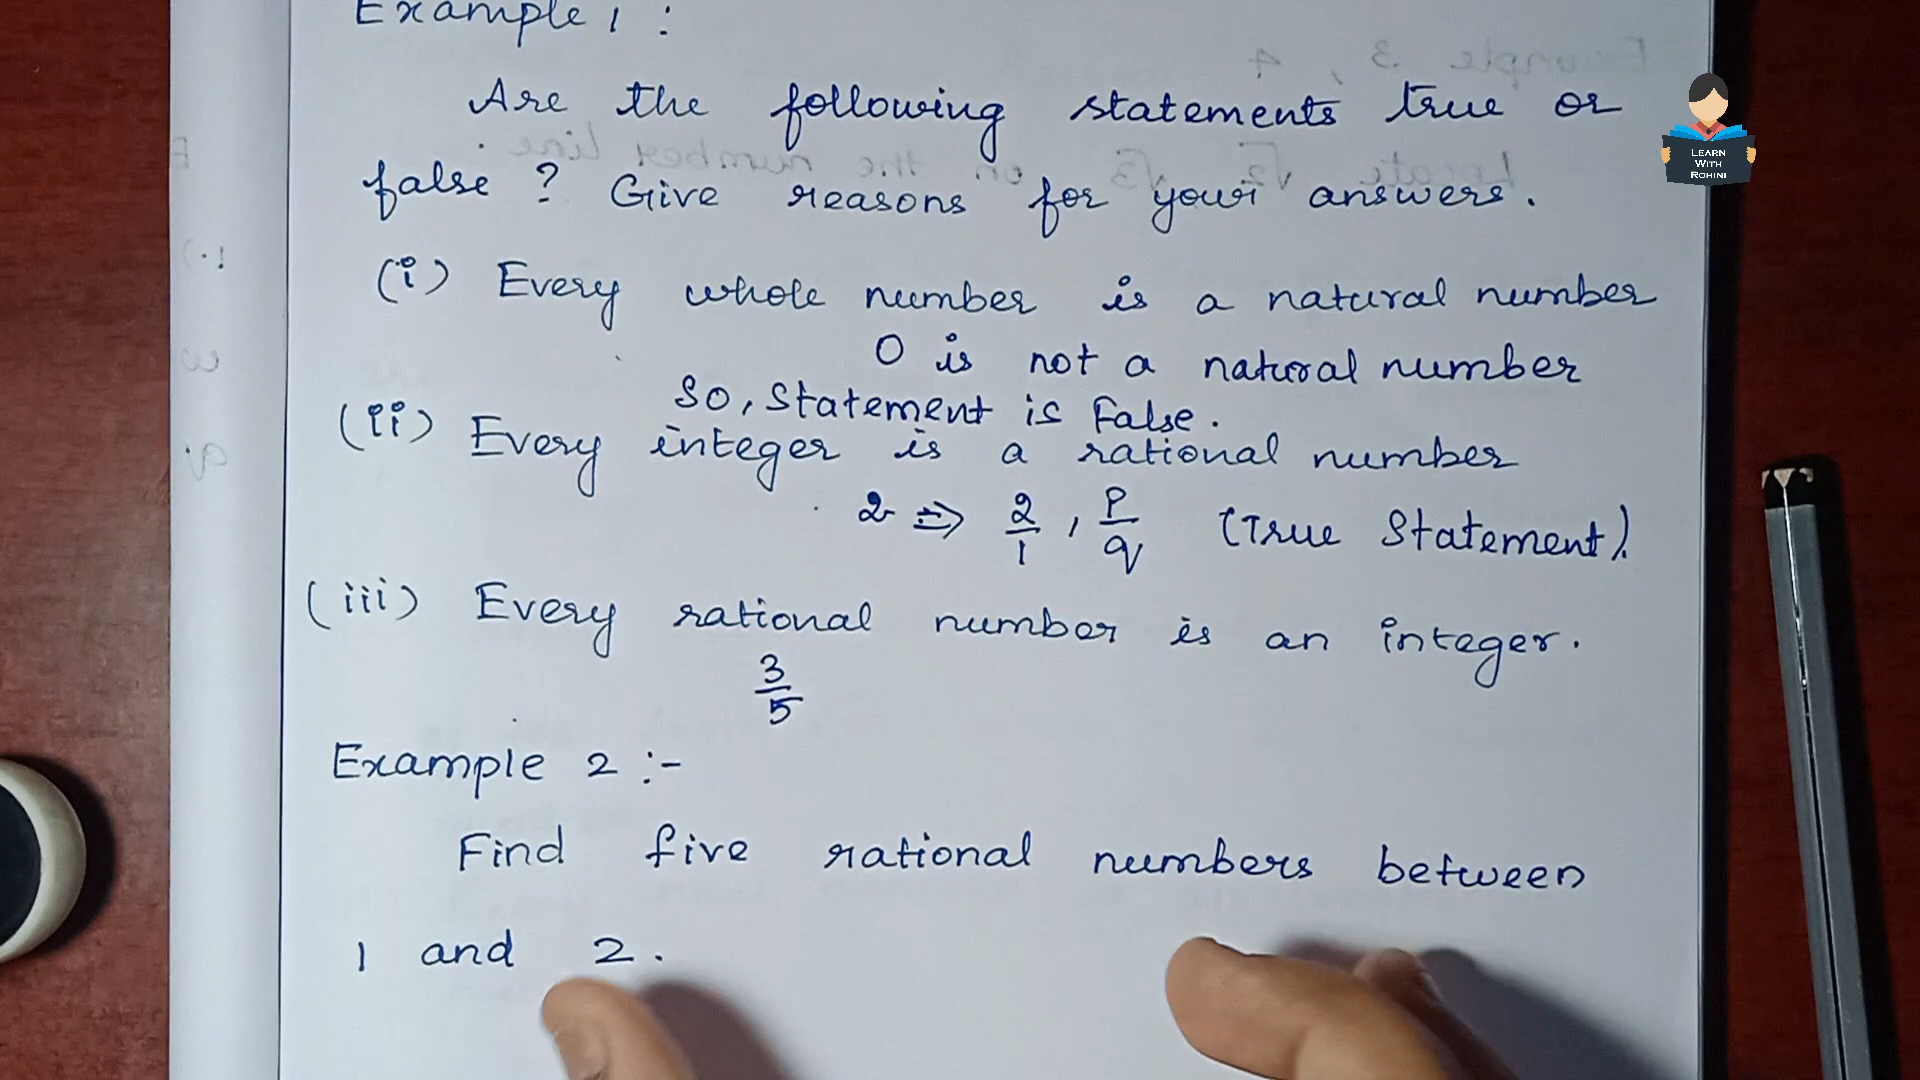 Example 1 :
Are the following statements true or
false ? Give reasons for your answers.
(i) Every whole number is a natural number
0 is not a natural number
So, Statement is False.
(ii) Every integer is a rational number
2 => 2/1 , p/q (True Statement).
(iii) Every rational number is an integer.
3/5
Example 2 :-
Find five rational numbers between
1 and 2.
LEARN
WITH
ROHINI